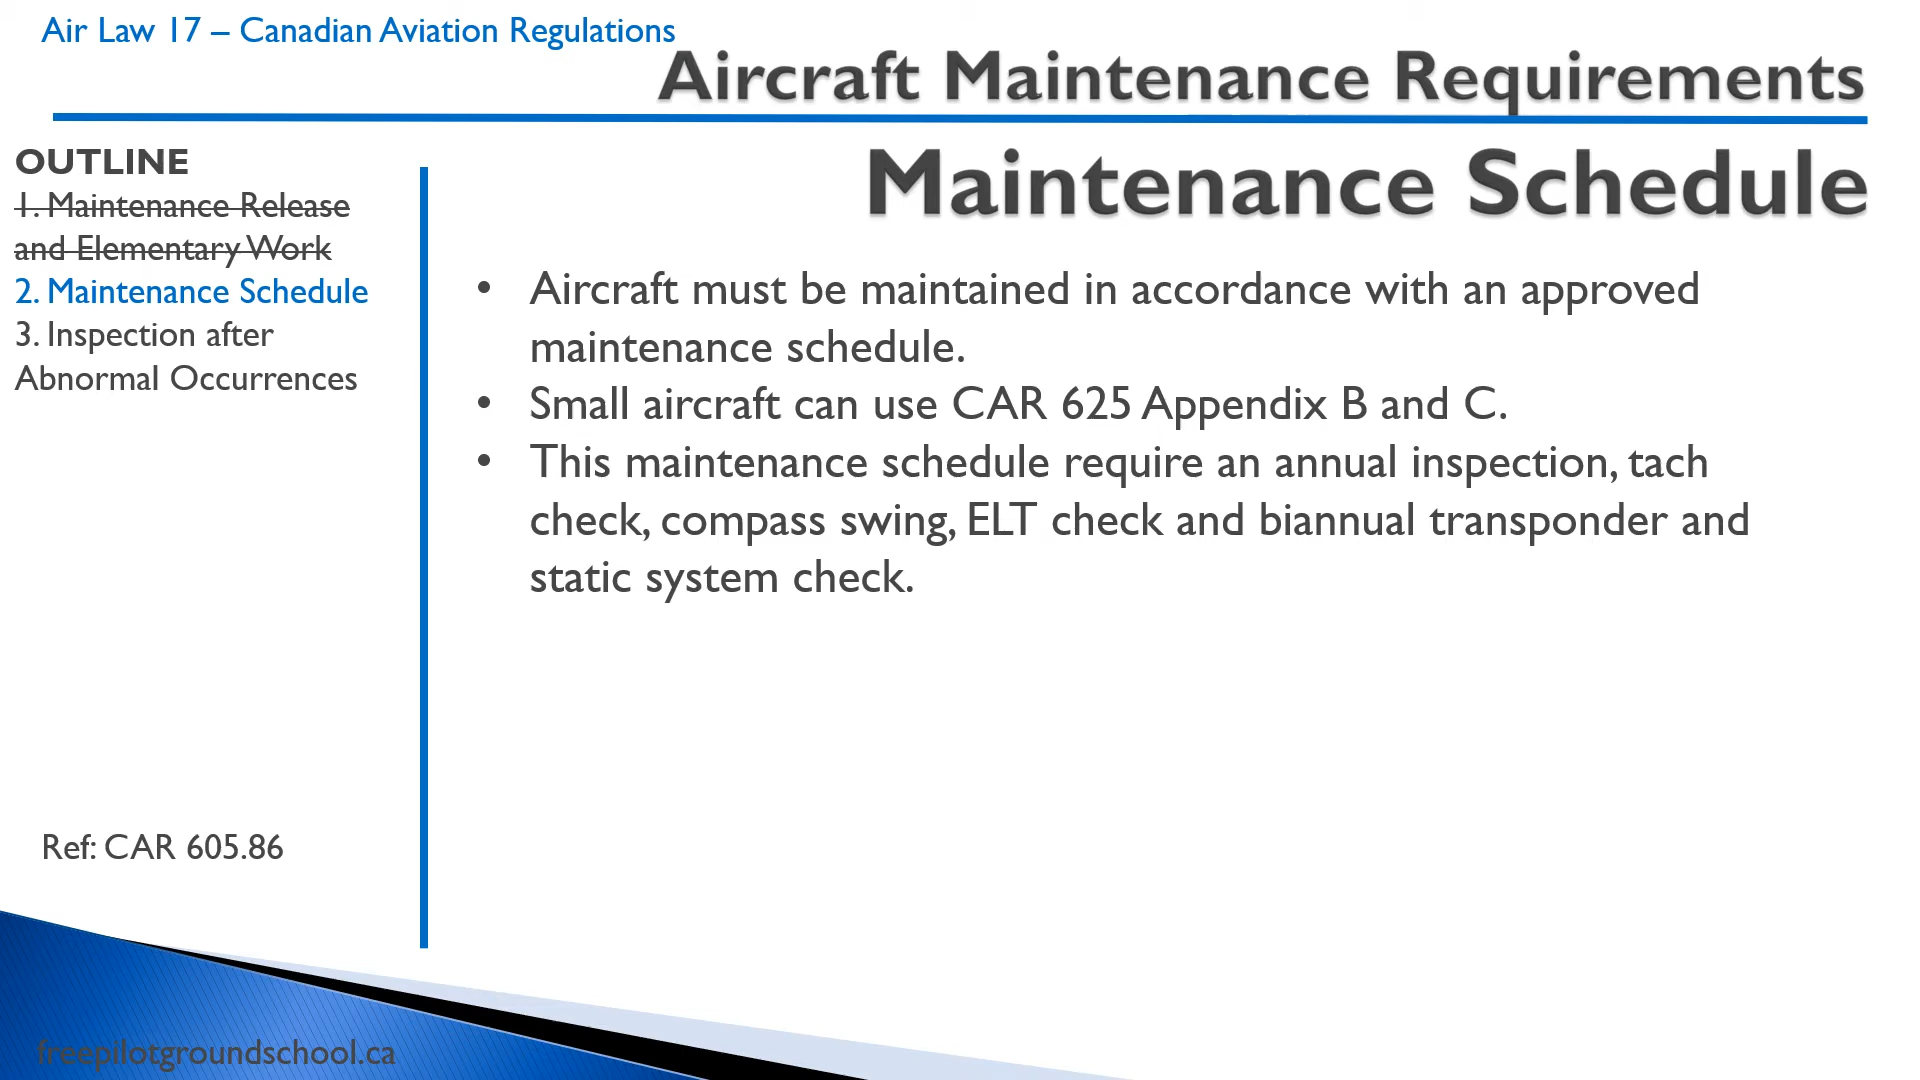 Air Law 17 – Canadian Aviation Regulations
Aircraft Maintenance Requirements
OUTLINE
1. Maintenance Release
and Elementary Work
2. Maintenance Schedule
3. Inspection after
Abnormal Occurrences
Ref: CAR 605.86
Maintenance Schedule
• Aircraft must be maintained in accordance with an approved
maintenance schedule.
• Small aircraft can use CAR 625 Appendix B and C.
• This maintenance schedule require an annual inspection, tach
check, compass swing, ELT check and biannual transponder and
static system check.
freepilotgroundschool.ca